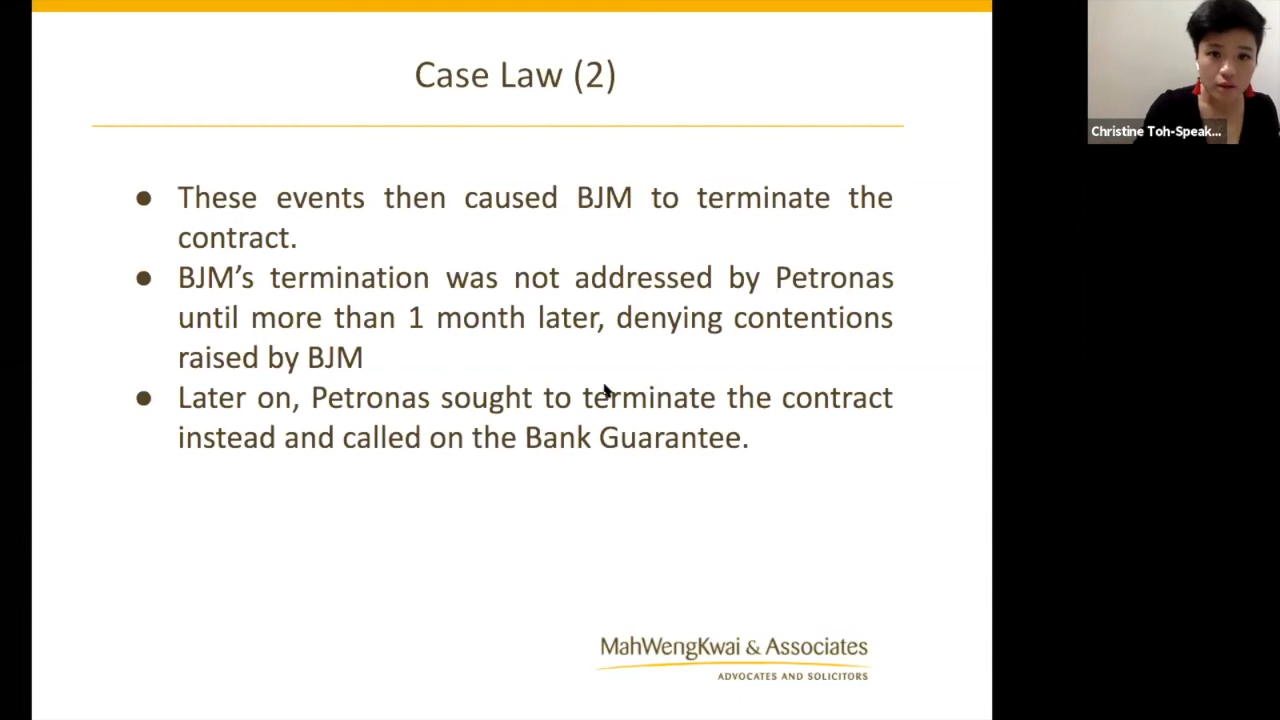 Case Law (2)
● These events then caused BJM to terminate the
contract.
● BJM’s termination was not addressed by Petronas
until more than 1 month later, denying contentions
raised by BJM
● Later on, Petronas sought to terminate the contract
instead and called on the Bank Guarantee.
MahWengKwai & Associates
ADVOCATES AND SOLICITORS
Christine Toh-Speak...